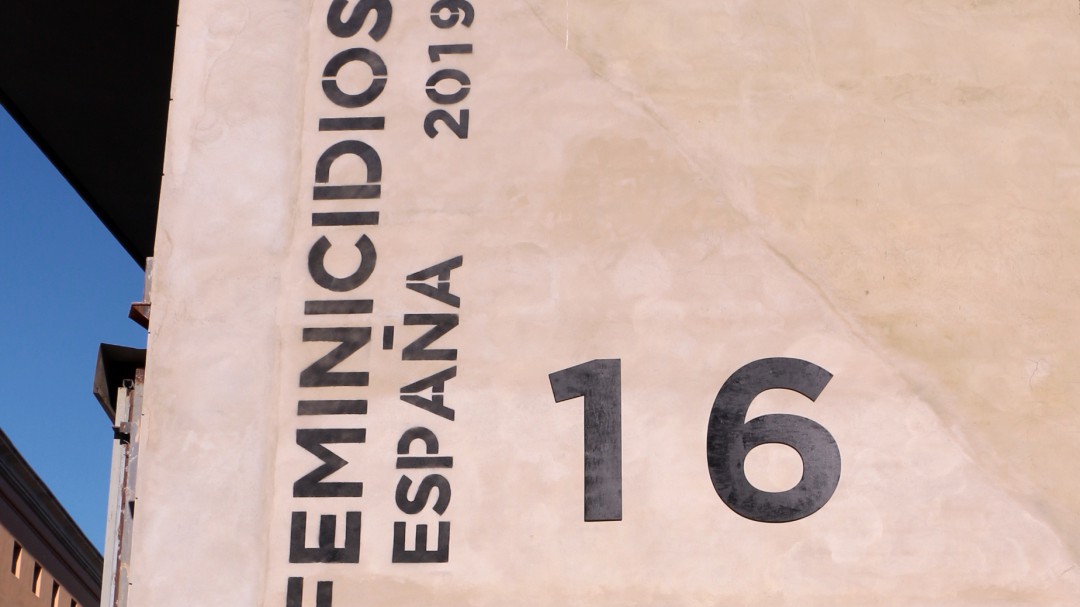 FEMINICIDIOS
ESPAÑA 2019
16